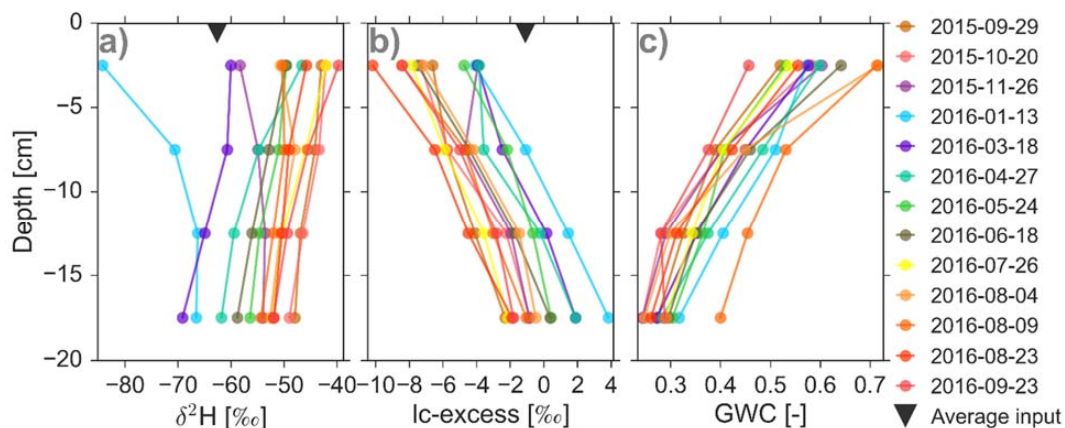 a)
b)
c)
0
−5
−10
−15
−20
Depth [cm]
−80 −70 −60 −50 −40
−10 −8 −6 −4 −2 0 2 4
0.3 0.4 0.5 0.6 0.7
δ²H [‰]
lc-excess [‰]
GWC [-]
2015-09-29
2015-10-20
2015-11-26
2016-01-13
2016-03-18
2016-04-27
2016-05-24
2016-06-18
2016-07-26
2016-08-04
2016-08-09
2016-08-23
2016-09-23
Average input